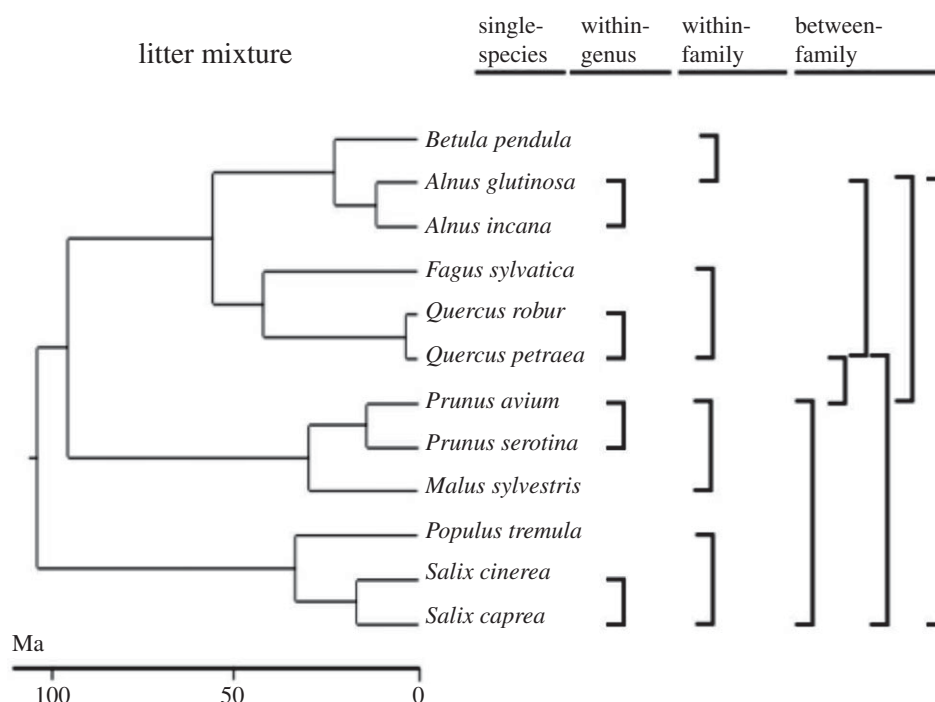 litter mixture
single-
species
within-
genus
within-
family
between-
family
Betula pendula
Alnus glutinosa
Alnus incana
Fagus sylvatica
Quercus robur
Quercus petraea
Prunus avium
Prunus serotina
Malus sylvestris
Populus tremula
Salix cinerea
Salix caprea
Ma
100 50 0